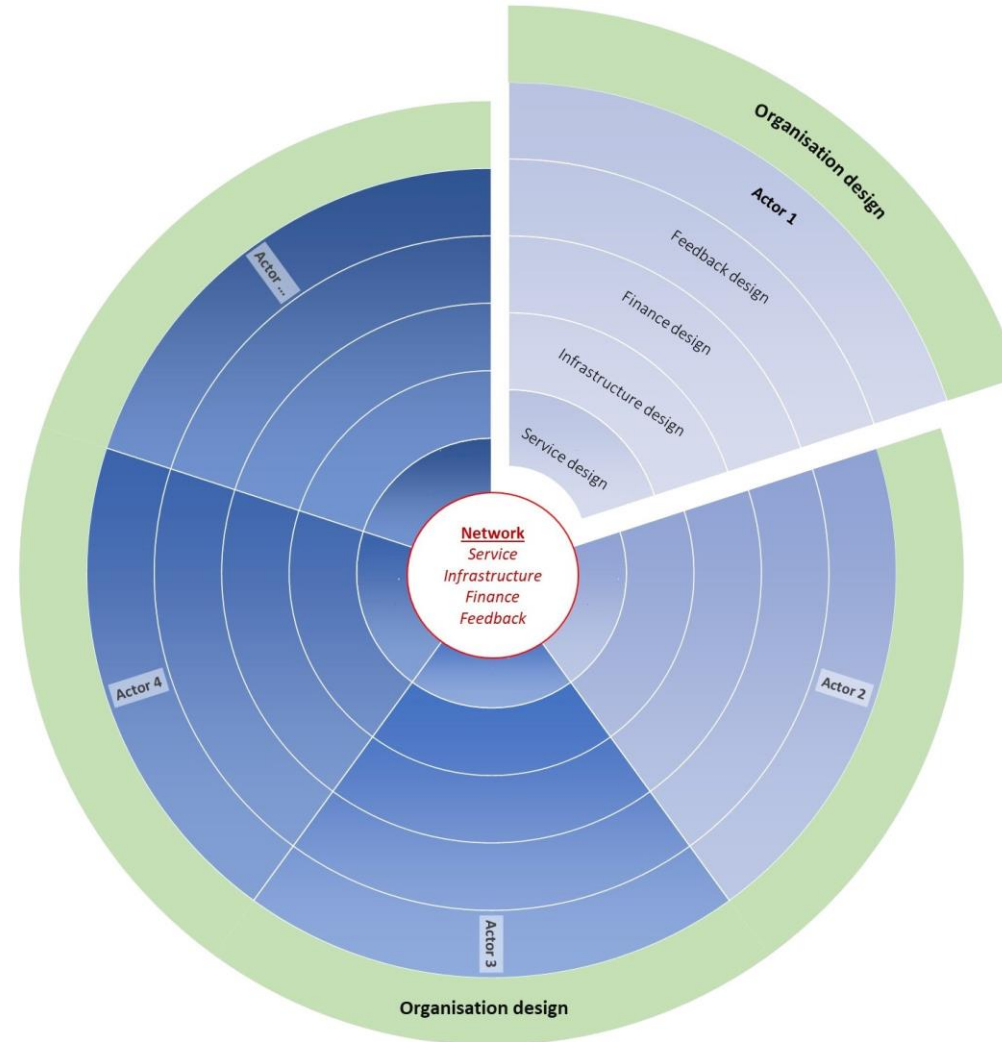 Organisation design
Actor 1
Feedback design
Finance design
Infrastructure design
Service design
Actor ...
Network
Service
Infrastructure
Finance
Feedback
Actor 4
Actor 2
Actor 3
Organisation design